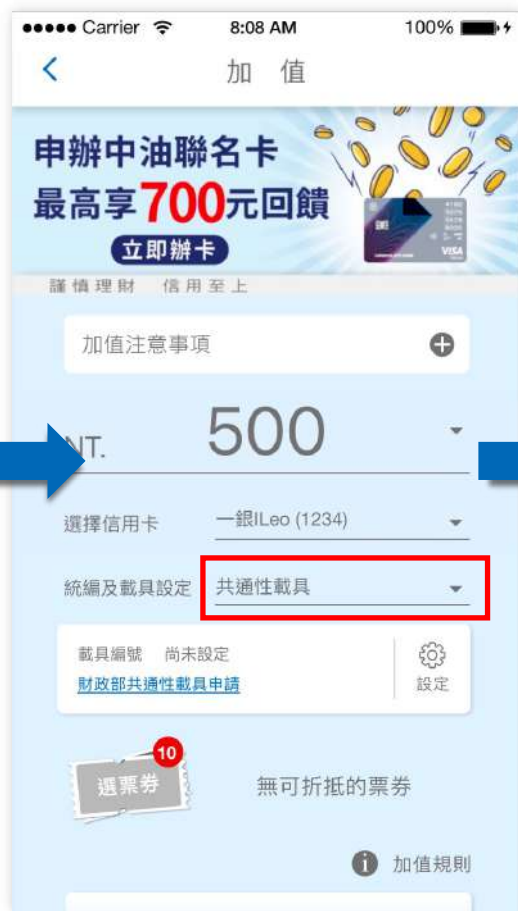 ●●●●● Carrier 8:08 AM 100%
加 值
申辦中油聯名卡
最高享700元回饋
立即辦卡
VISA
謹慎理財 信用至上
加值注意事項
NT. 500
選擇信用卡 一銀ILeo (1234)
統編及載具設定 共通性載具
載具編號 尚未設定
財政部共通性載具申請
設定
10
選票券
無可折抵的票券
i 加值規則